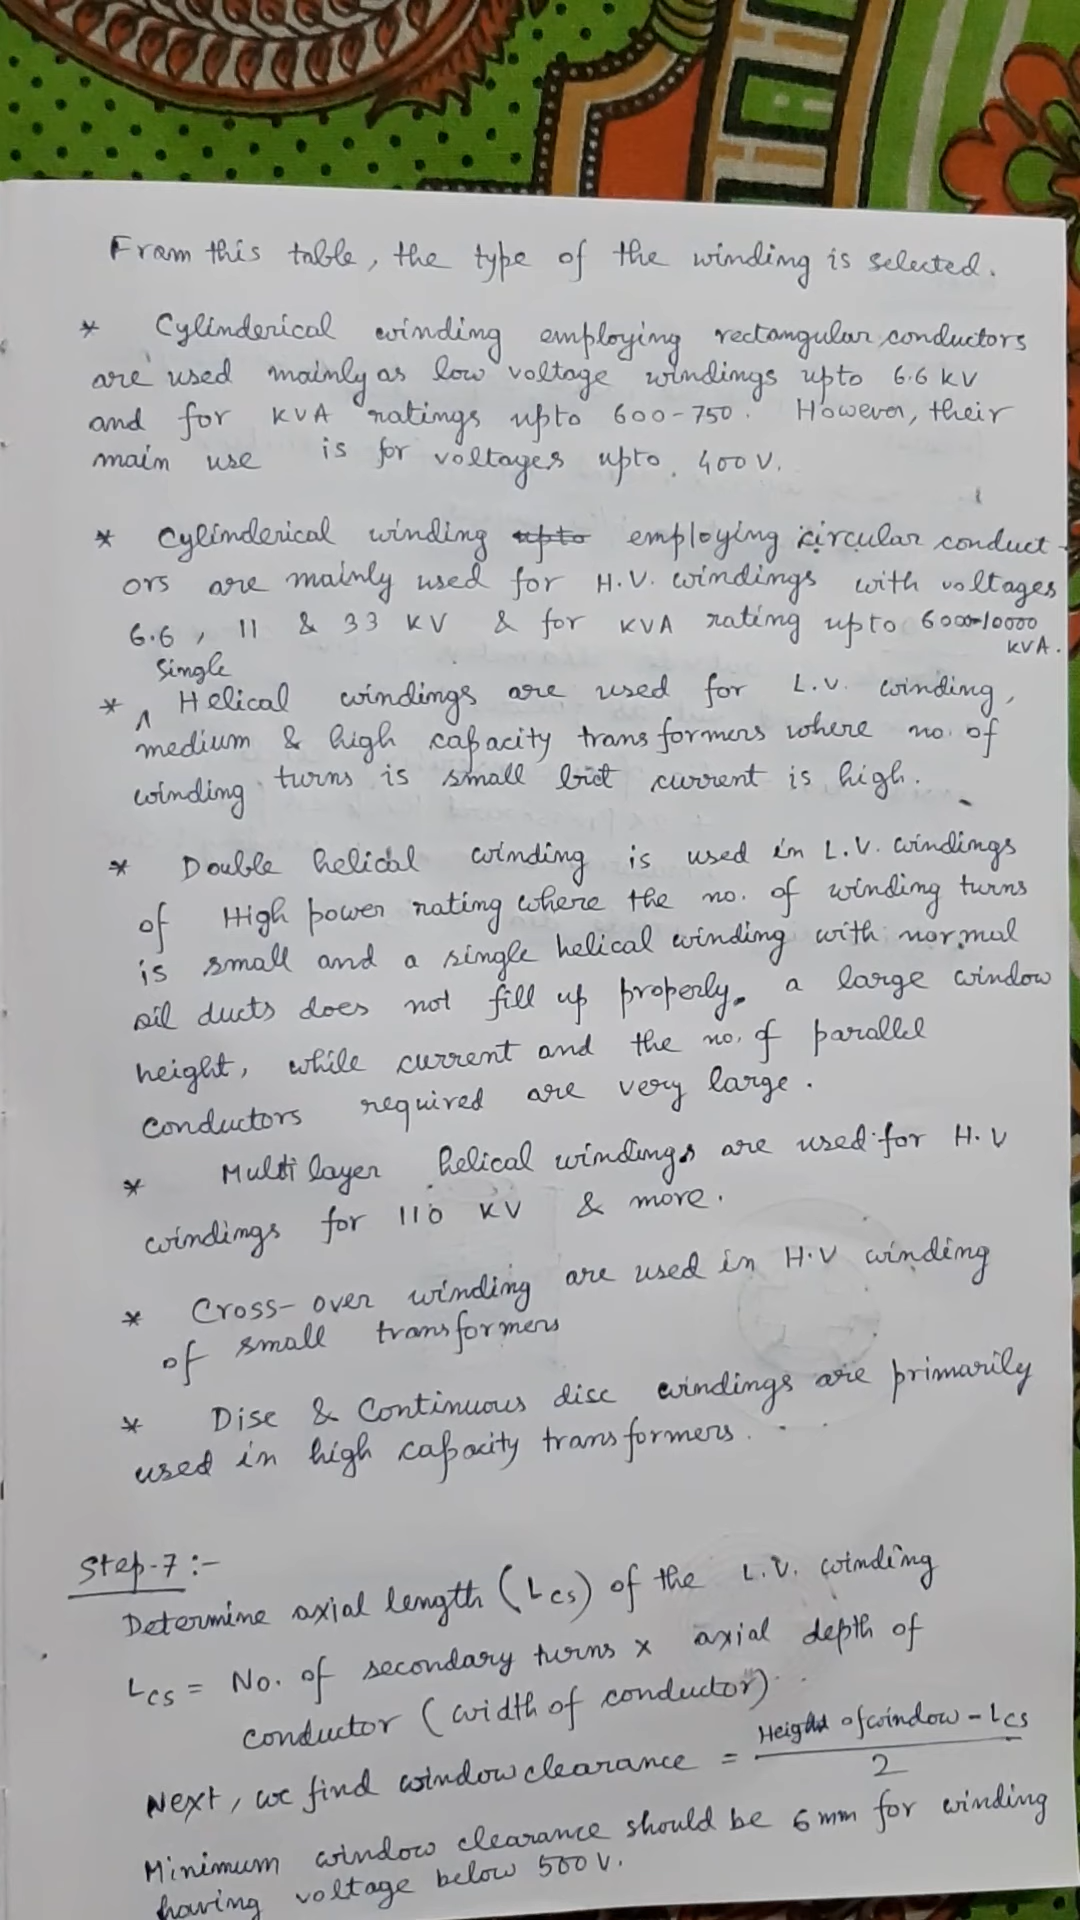 From this table, the type of the winding is selected.
* Cylinderical winding employing rectangular conductors
are used mainly as low voltage windings upto 6.6 kV
and for KVA ratings upto 600-750. However, their
main use is for voltages upto 400 V.
* Cylinderical winding upto employing circular conduct-
ors are mainly used for H.V. windings with voltages
6.6, 11 & 33 KV & for KVA rating upto 6000-10000
KVA.
Single
* ^ Helical windings are used for L.V. winding,
medium & high capacity transformers where no. of
winding turns is small but current is high.
* Double helical winding is used in L.V. windings
of High power rating where the no. of winding turns
is small and a single helical winding with normal
oil ducts does not fill up properly. a large window
height, while current and the no. of parallel
conductors required are very large.
* Multi layer helical windings are used for H.V
windings for 110 KV & more.
* Cross-over winding are used in H.V winding
of small transformers
* Disc & Continuous disc windings are primarily
used in high capacity transformers.
Step-7 :-
Determine axial length (Lcs) of the L.V. winding
Lcs = No. of secondary turns x axial depth of
conductor (width of conductor)
Next, we find window clearance = Height of window - Lcs
2
Minimum window clearance should be 6 mm for winding
having voltage below 500 V.